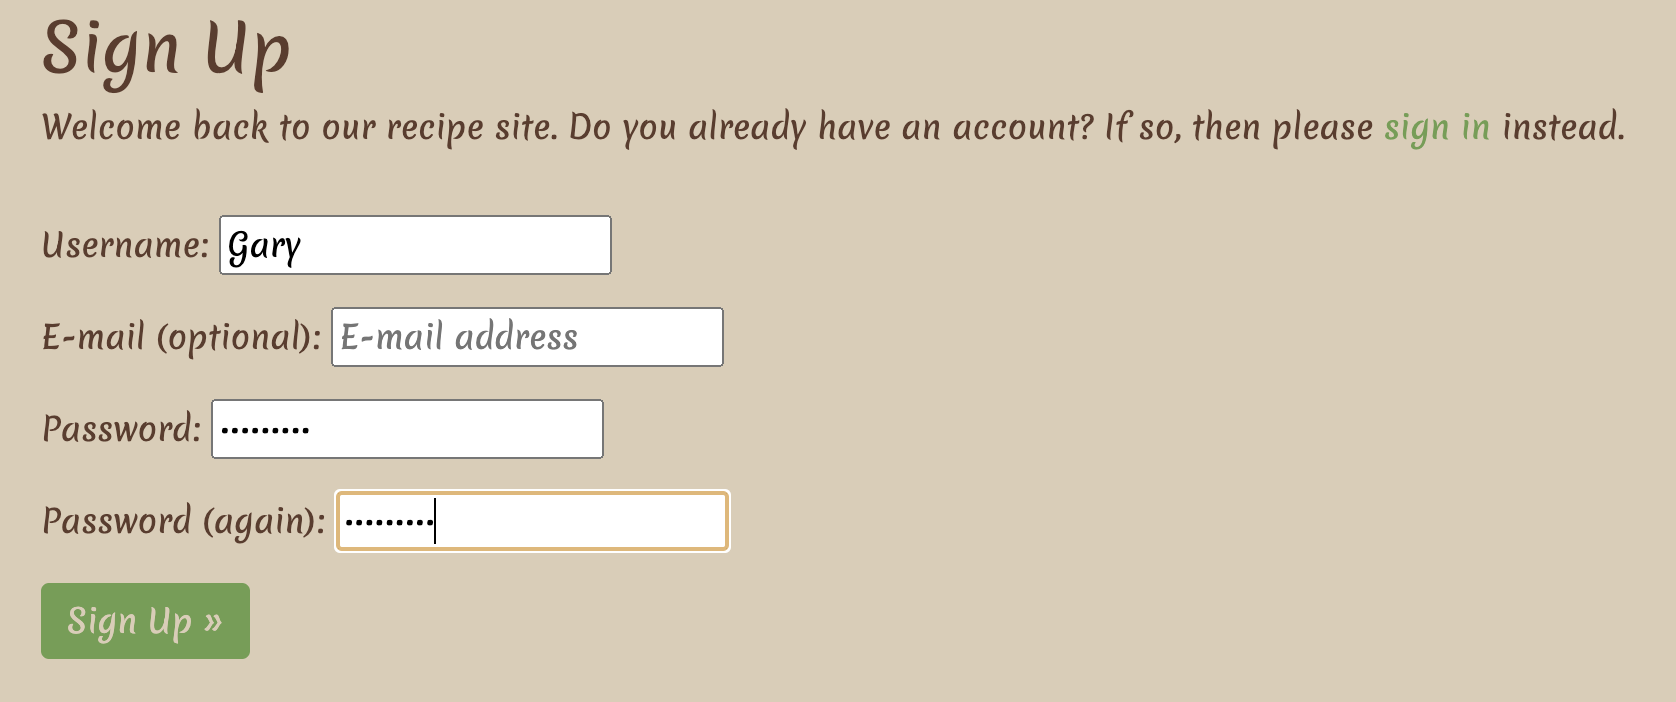 Sign Up
Welcome back to our recipe site. Do you already have an account? If so, then please sign in instead.
Username: Gary
E-mail (optional): E-mail address
Password: •••••••••
Password (again): •••••••••
Sign Up »